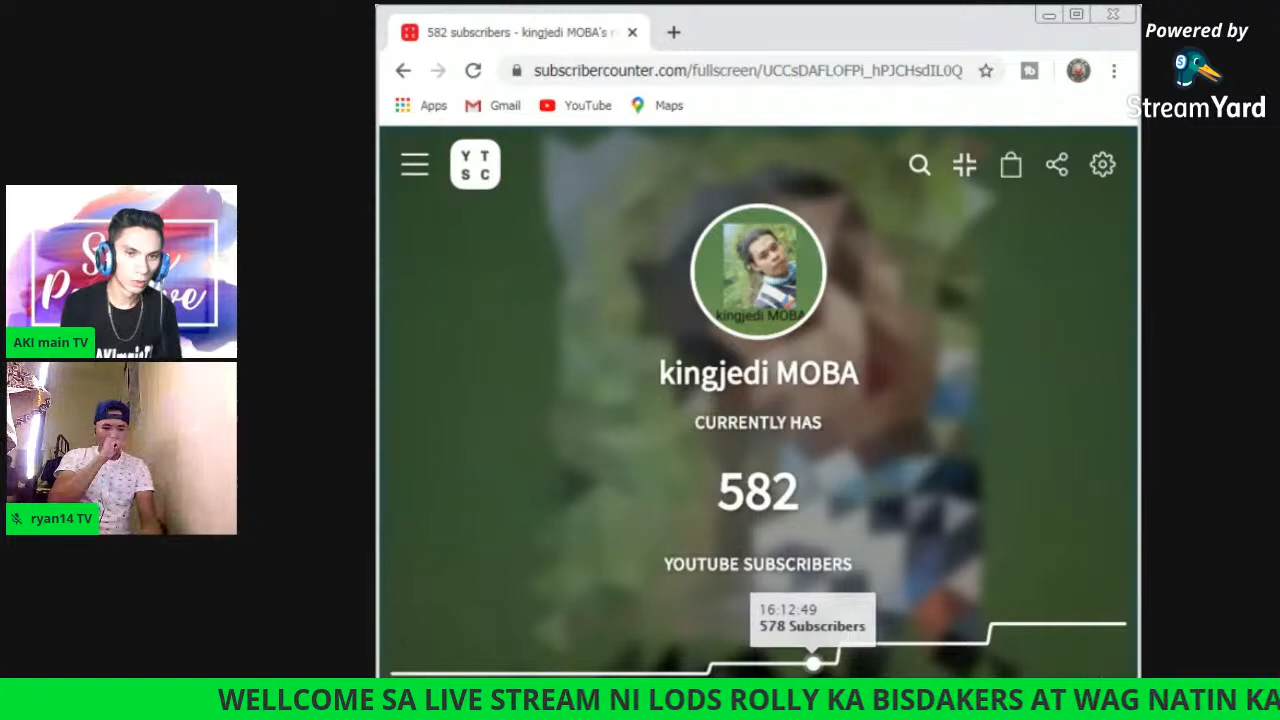 582 subscribers - kingjedi MOBA's
subscribercounter.com/fullscreen/UCCsDAFLOFPi_hPJCHsdIL0Q
Apps Gmail YouTube Maps
Powered by
StreamYard
Y T
S C
kingjedi MOBA
kingjedi MOBA
CURRENTLY HAS
582
YOUTUBE SUBSCRIBERS
16:12:49
578 Subscribers
AKI main TV
ryan14 TV
WELLCOME SA LIVE STREAM NI LODS ROLLY KA BISDAKERS AT WAG NATIN KA